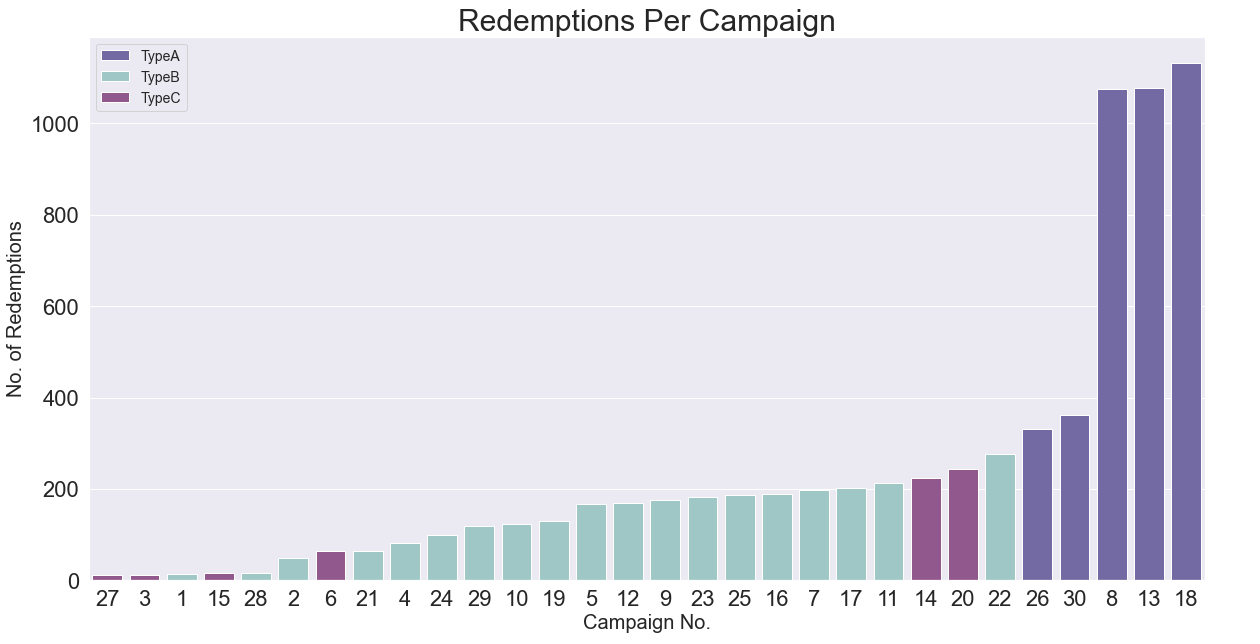 Redemptions Per Campaign
TypeA
TypeB
TypeC
No. of Redemptions
1000
800
600
400
200
0
27 3 1 15 28 2 6 21 4 24 29 10 19 5 12 9 23 25 16 7 17 11 14 20 22 26 30 8 13 18
Campaign No.